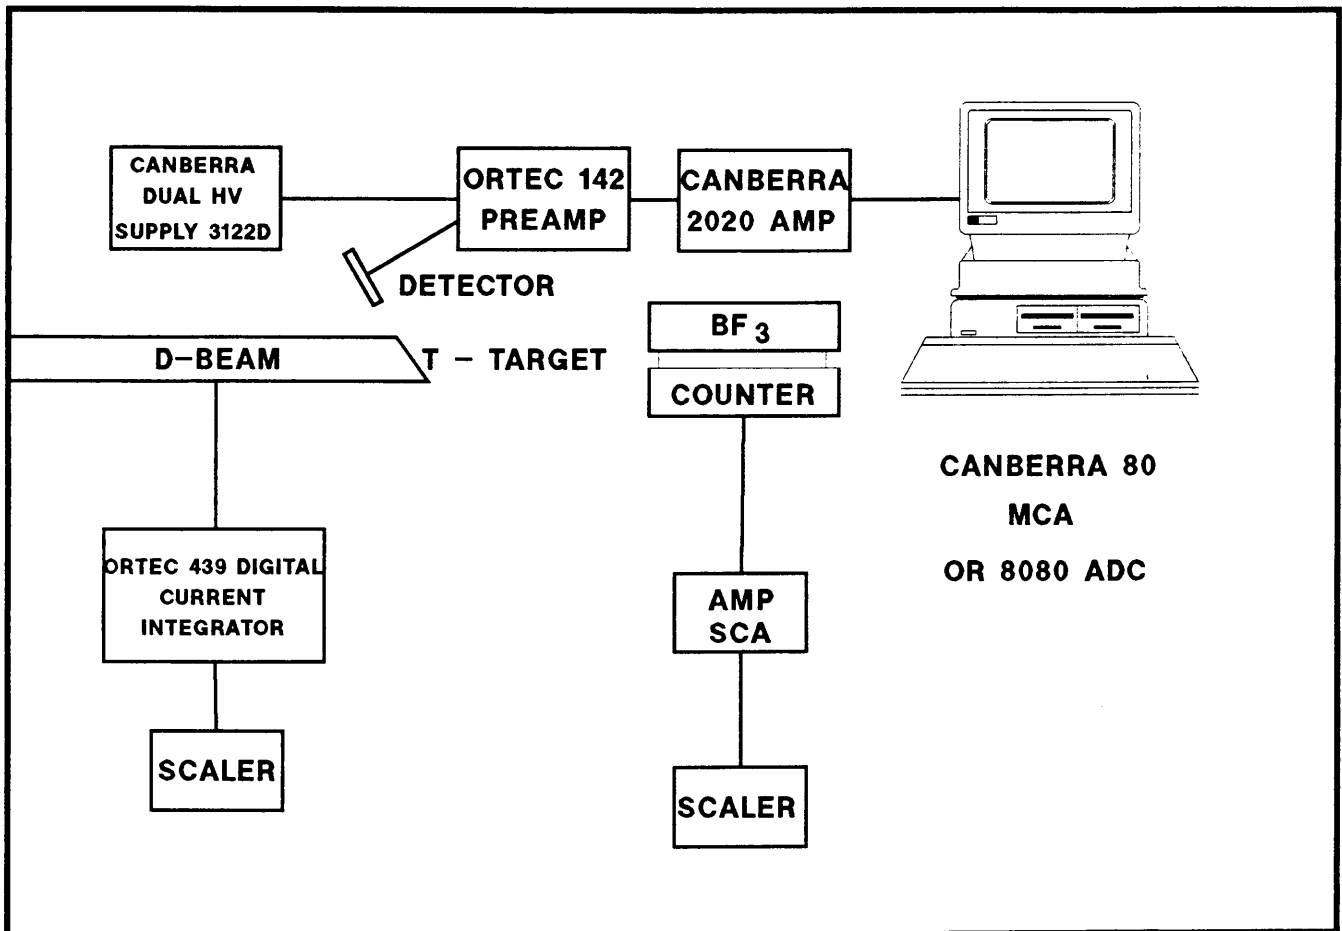 CANBERRA
DUAL HV
SUPPLY 3122D
ORTEC 142
PREAMP
CANBERRA
2020 AMP
DETECTOR
BF3
COUNTER
D-BEAM
T - TARGET
CANBERRA 80
MCA
OR 8080 ADC
ORTEC 439 DIGITAL
CURRENT
INTEGRATOR
AMP
SCA
SCALER
SCALER